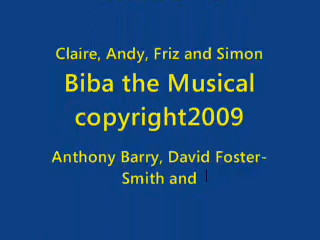 Claire, Andy, Friz and Simon
Biba the Musical
copyright2009
Anthony Barry, David Foster-
Smith and